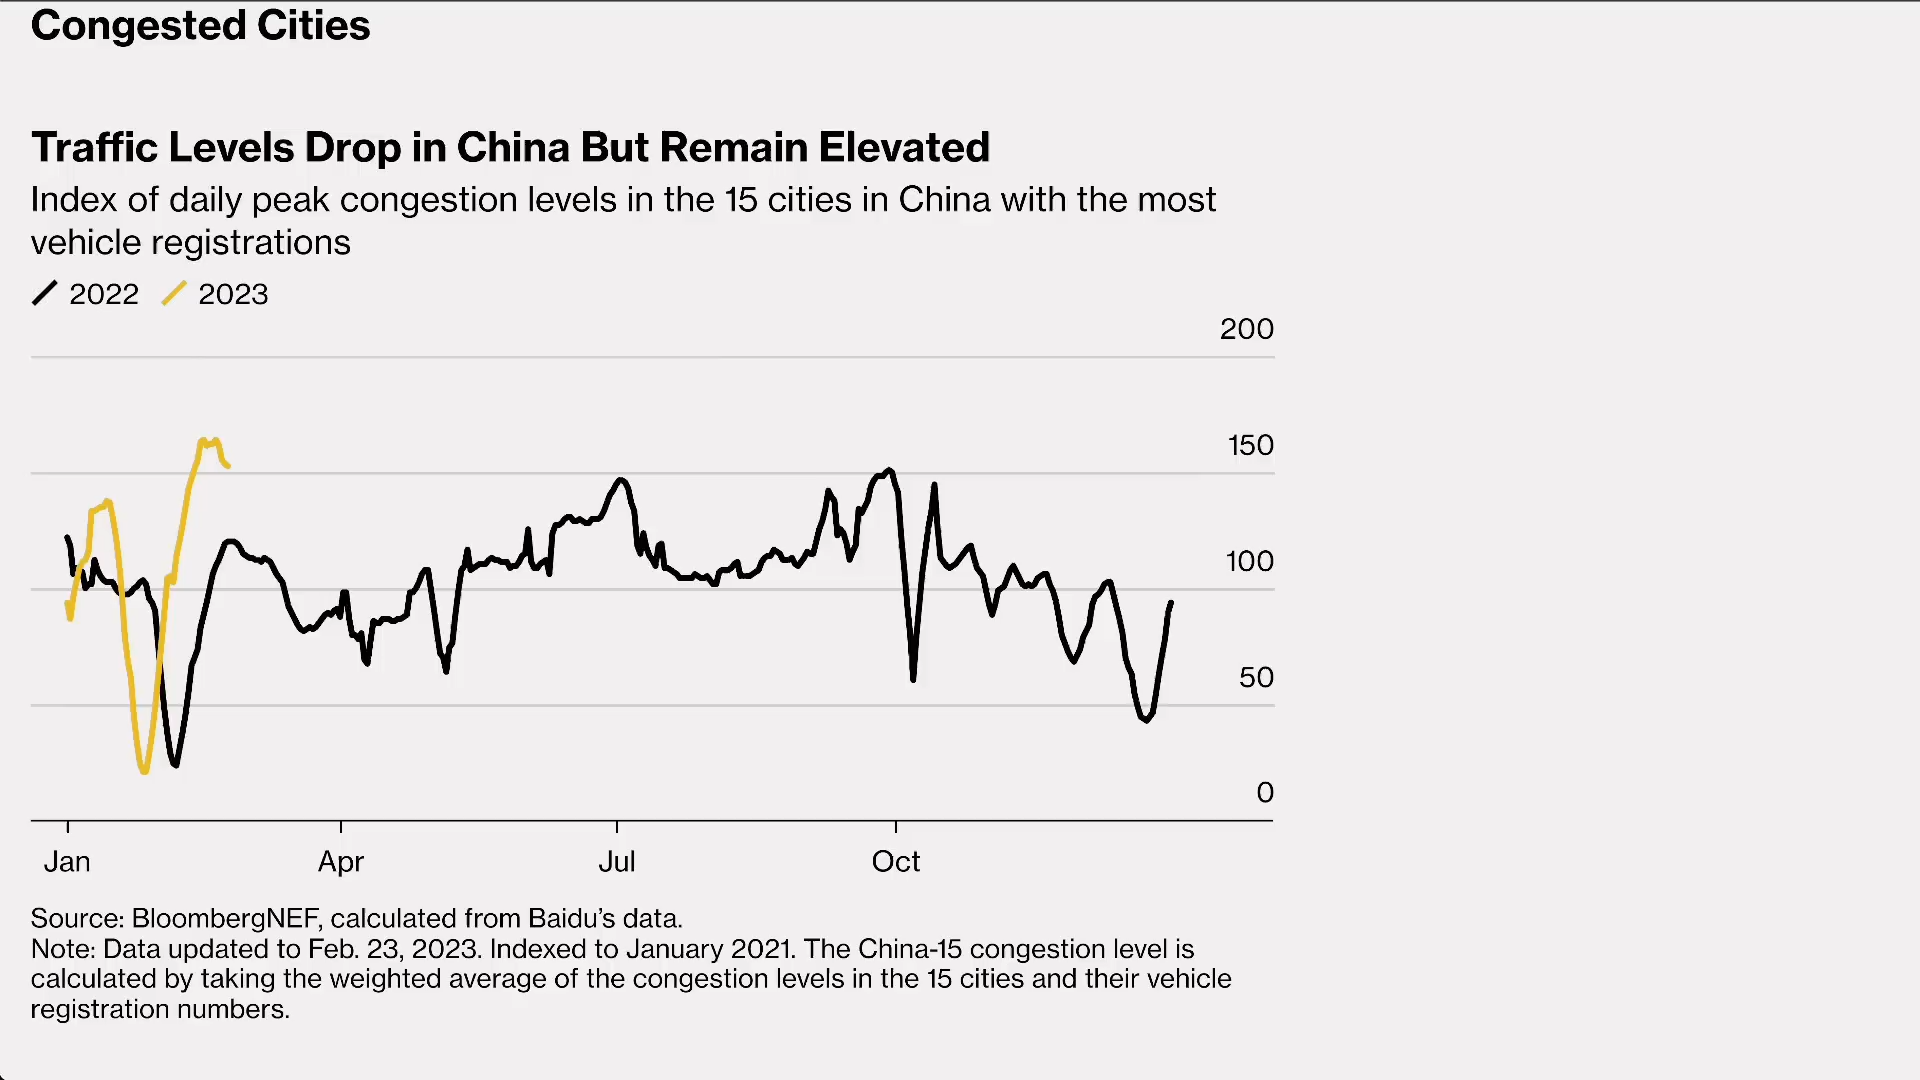 Congested Cities
Traffic Levels Drop in China But Remain Elevated
Index of daily peak congestion levels in the 15 cities in China with the most
vehicle registrations
2022 2023
200
150
100
50
0
Jan Apr Jul Oct
Source: BloombergNEF, calculated from Baidu’s data.
Note: Data updated to Feb. 23, 2023. Indexed to January 2021. The China-15 congestion level is
calculated by taking the weighted average of the congestion levels in the 15 cities and their vehicle
registration numbers.